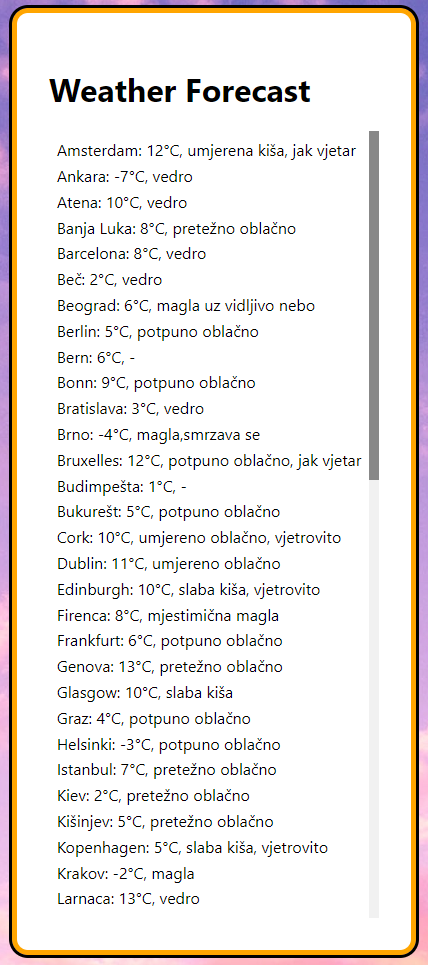 Weather Forecast
Amsterdam: 12°C, umjerena kiša, jak vjetar
Ankara: -7°C, vedro
Atena: 10°C, vedro
Banja Luka: 8°C, pretežno oblačno
Barcelona: 8°C, vedro
Beč: 2°C, vedro
Beograd: 6°C, magla uz vidljivo nebo
Berlin: 5°C, potpuno oblačno
Bern: 6°C, -
Bonn: 9°C, potpuno oblačno
Bratislava: 3°C, vedro
Brno: -4°C, magla,smrzava se
Bruxelles: 12°C, potpuno oblačno, jak vjetar
Budimpešta: 1°C, -
Bukurešt: 5°C, potpuno oblačno
Cork: 10°C, umjereno oblačno, vjetrovito
Dublin: 11°C, umjereno oblačno
Edinburgh: 10°C, slaba kiša, vjetrovito
Firenca: 8°C, mjestimična magla
Frankfurt: 6°C, potpuno oblačno
Genova: 13°C, pretežno oblačno
Glasgow: 10°C, slaba kiša
Graz: 4°C, potpuno oblačno
Helsinki: -3°C, potpuno oblačno
Istanbul: 7°C, pretežno oblačno
Kiev: 2°C, pretežno oblačno
Kišinjev: 5°C, pretežno oblačno
Kopenhagen: 5°C, slaba kiša, vjetrovito
Krakov: -2°C, magla
Larnaca: 13°C, vedro